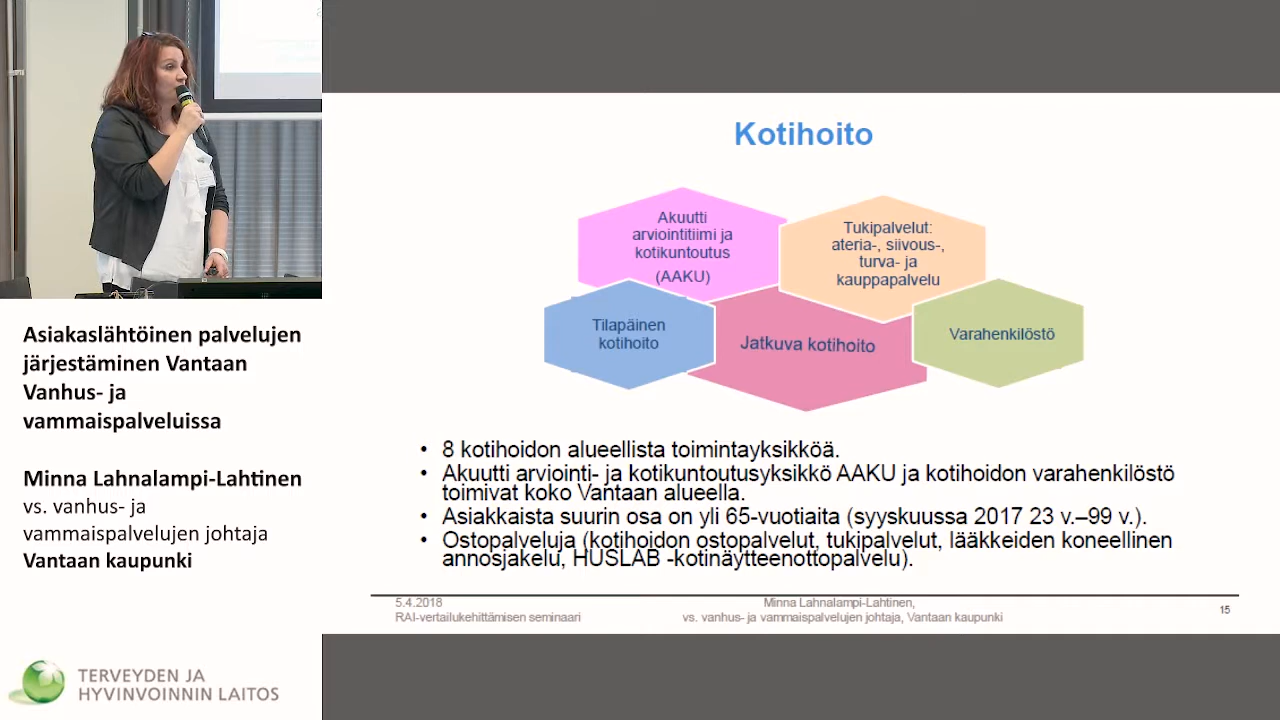 Kotihoito
Akuutti
arviointitiimi ja
kotikuntoutus
(AAKU)
Tukipalvelut:
ateria-, siivous-,
turva- ja
kauppapalvelu
Tilapäinen
kotihoito
Jatkuva kotihoito
Varahenkilöstö
• 8 kotihoidon alueellista toimintayksikköä.
• Akuutti arviointi- ja kotikuntoutusyksikkö AAKU ja kotihoidon varahenkilöstö
toimivat koko Vantaan alueella.
• Asiakkaista suurin osa on yli 65-vuotiaita (syyskuussa 2017 23 v.–99 v.).
• Ostopalveluja (kotihoidon ostopalvelut, tukipalvelut, lääkkeiden koneellinen
annosjakelu, HUSLAB -kotinäytteenottopalvelu).
5.4.2018
RAI-vertailukehittämisen seminaari
Minna Lahnalampi-Lahtinen,
vs. vanhus- ja vammaispalvelujen johtaja, Vantaan kaupunki
15
Asiakaslähtöinen palvelujen
järjestäminen Vantaan
Vanhus- ja
vammaispalveluissa
Minna Lahnalampi-Lahtinen
vs. vanhus- ja
vammaispalvelujen johtaja
Vantaan kaupunki
TERVEYDEN JA
HYVINVOINNIN LAITOS